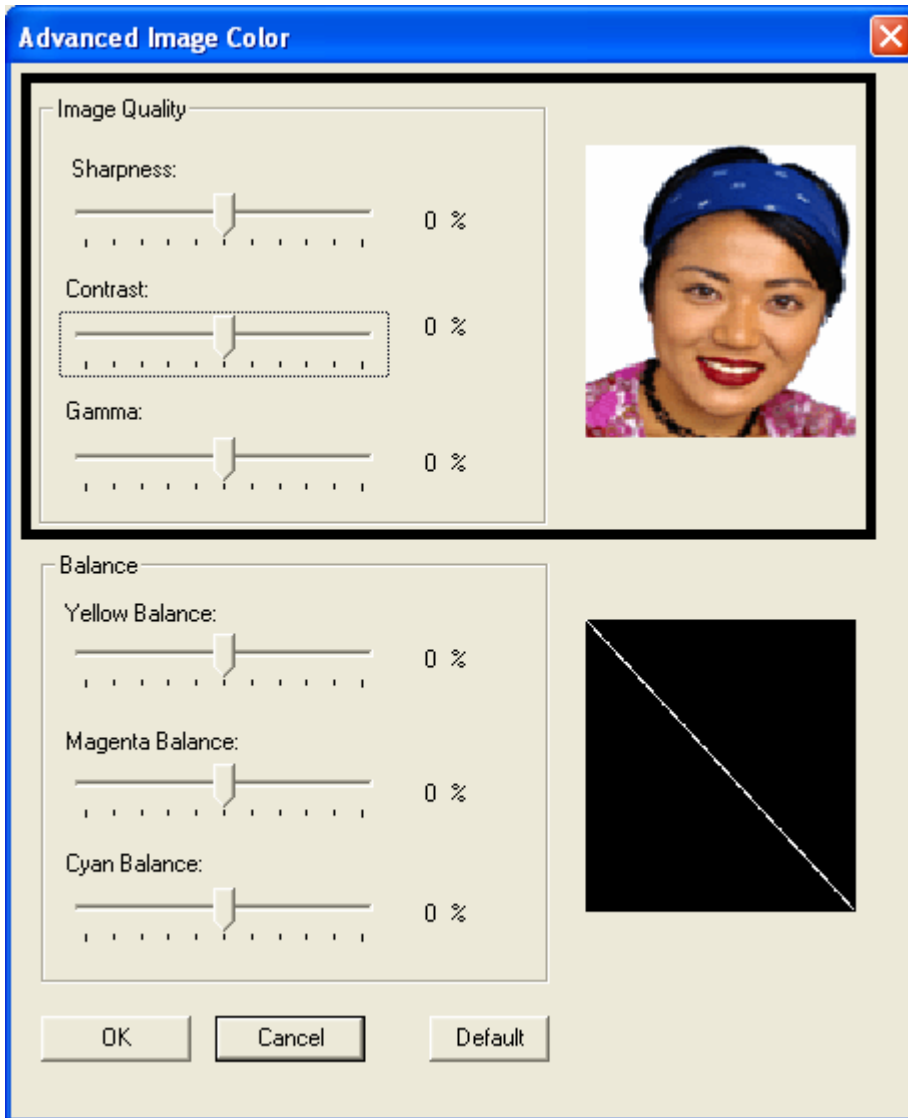 Advanced Image Color
Image Quality
Sharpness:
0 %
Contrast:
0 %
Gamma:
0 %
Balance
Yellow Balance:
0 %
Magenta Balance:
0 %
Cyan Balance:
0 %
OK Cancel Default